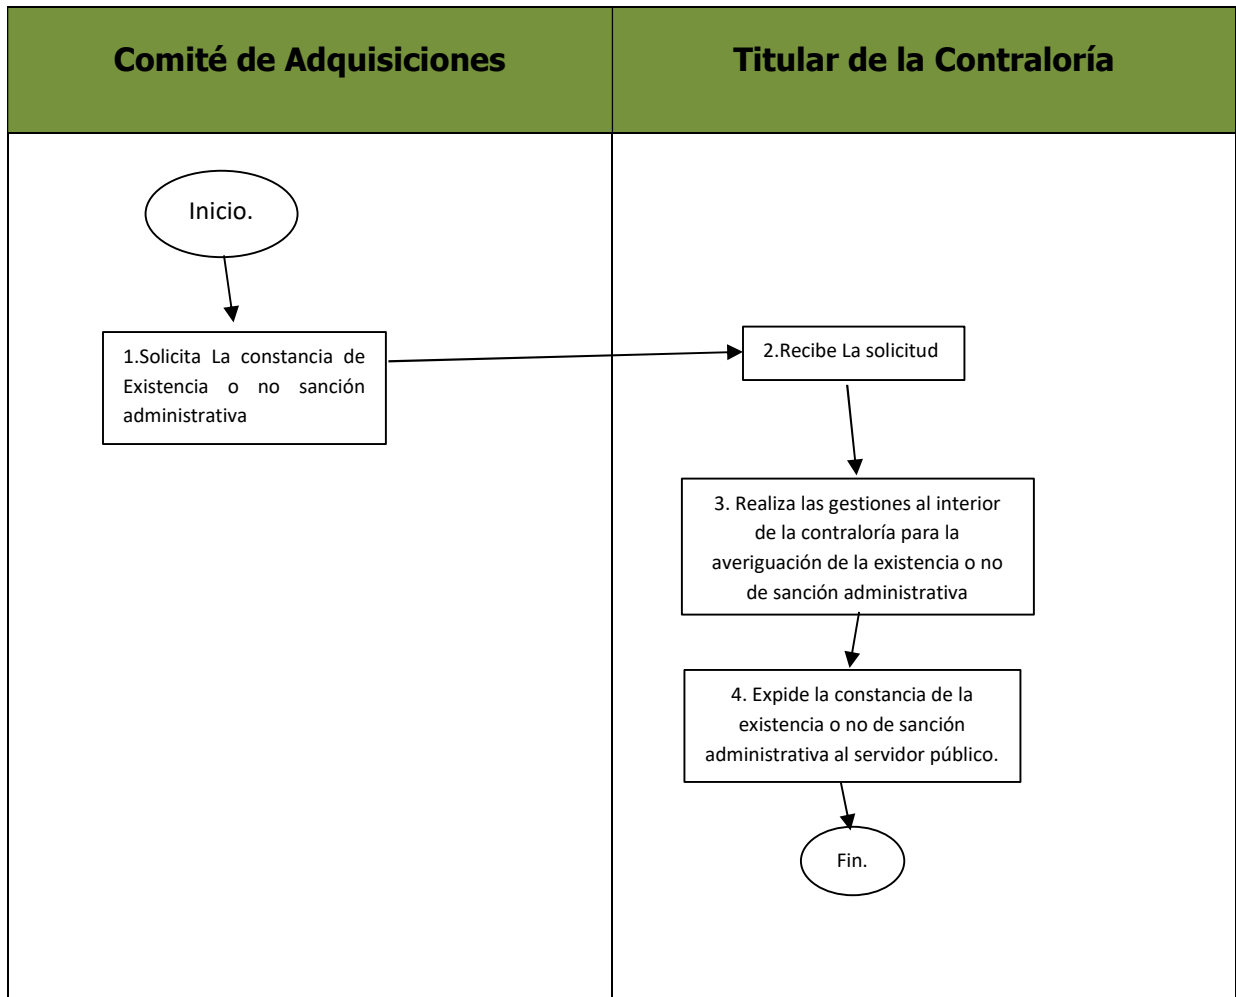 Comité de Adquisiciones
Titular de la Contraloría
Inicio.
1.Solicita La constancia de
Existencia o no sanción
administrativa
2.Recibe La solicitud
3. Realiza las gestiones al interior
de la contraloría para la
averiguación de la existencia o no
de sanción administrativa
4. Expide la constancia de la
existencia o no de sanción
administrativa al servidor público.
Fin.